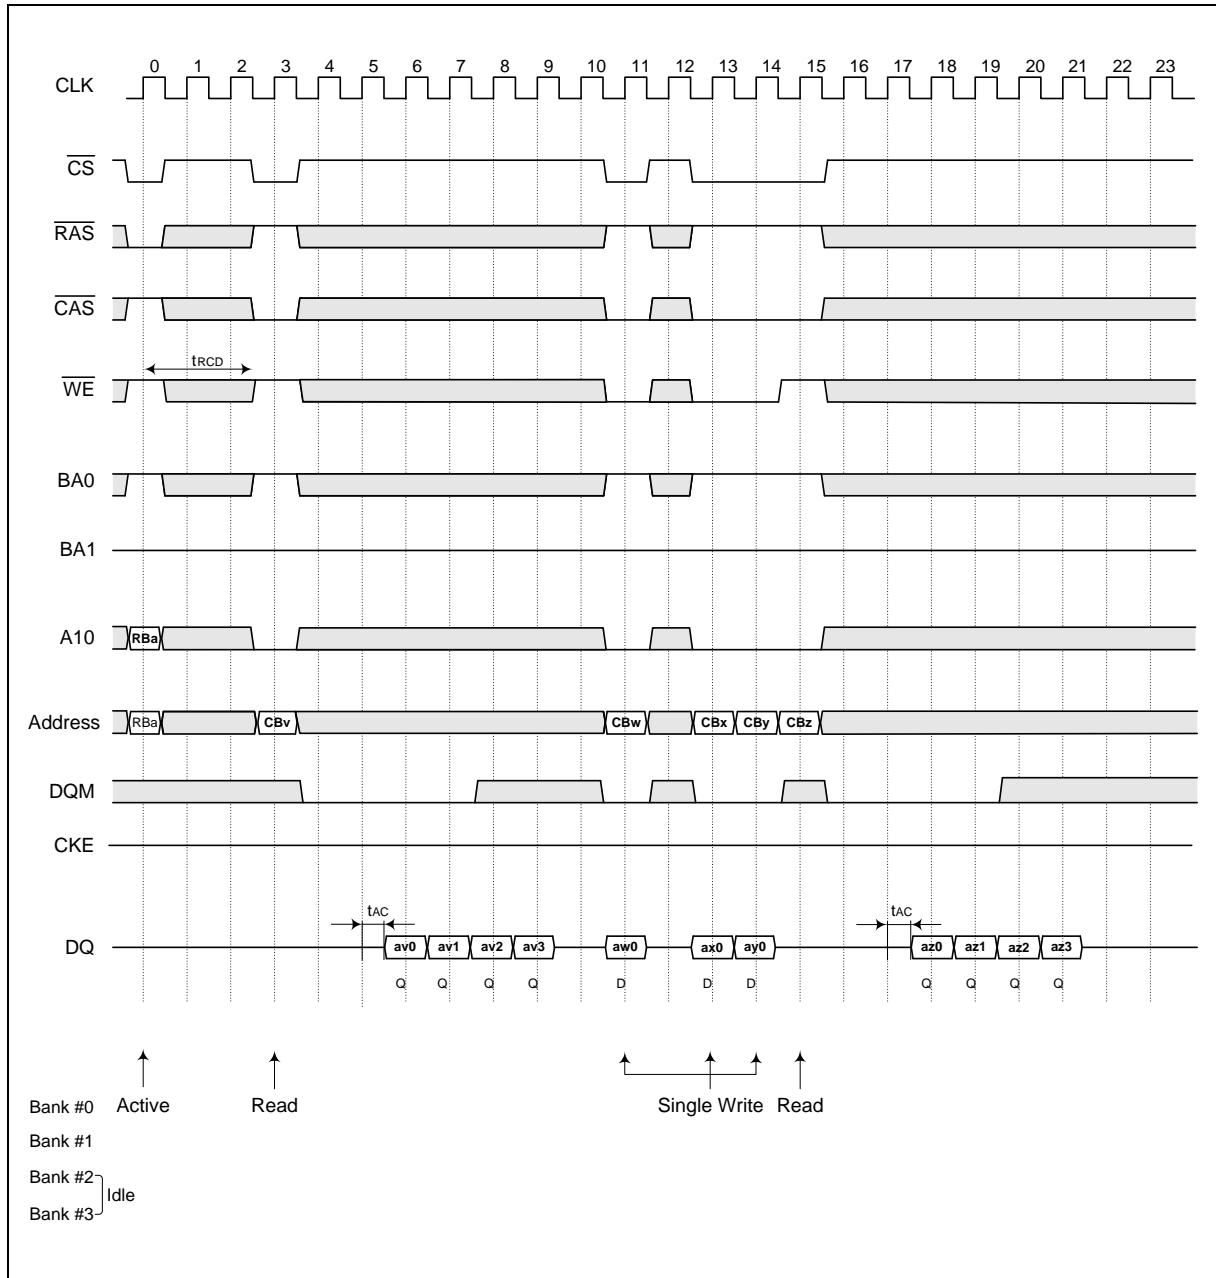 0 1 2 3 4 5 6 7 8 9 10 11 12 13 14 15 16 17 18 19 20 21 22 23
CLK
CS
RAS
CAS
tRCD
WE
BA0
BA1
A10 RBa
Address RBa CBv CBw CBx CBy CBz
DQM
CKE
tAC tAC
DQ av0 av1 av2 av3 aw0 ax0 ay0 az0 az1 az2 az3
Q Q Q Q D D D Q Q Q Q
Bank #0 Active Read Single Write Read
Bank #1
Bank #2
Idle
Bank #3